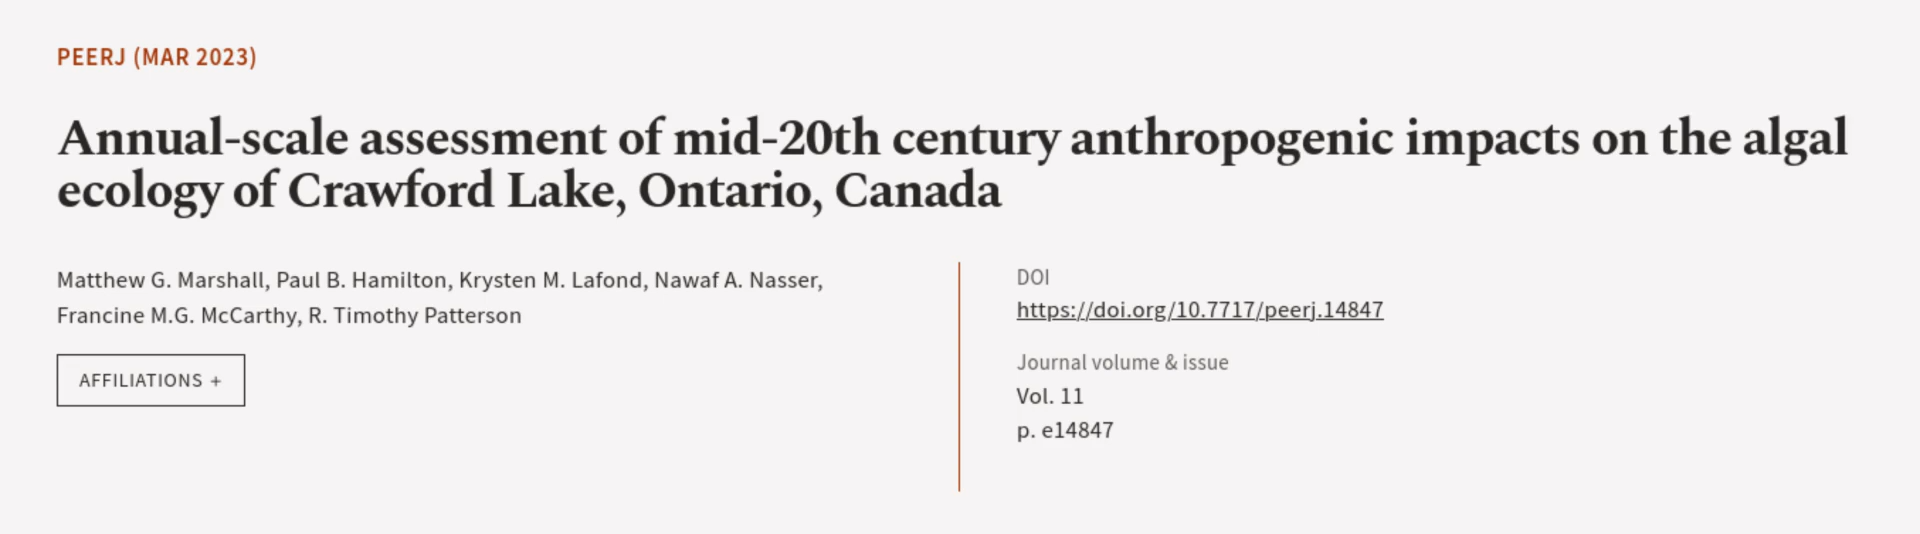 PEERJ (MAR 2023)
Annual-scale assessment of mid-20th century anthropogenic impacts on the algal
ecology of Crawford Lake, Ontario, Canada
Matthew G. Marshall, Paul B. Hamilton, Krysten M. Lafond, Nawaf A. Nasser,
Francine M.G. McCarthy, R. Timothy Patterson
AFFILIATIONS +
DOI
https://doi.org/10.7717/peerj.14847
Journal volume & issue
Vol. 11
p. e14847